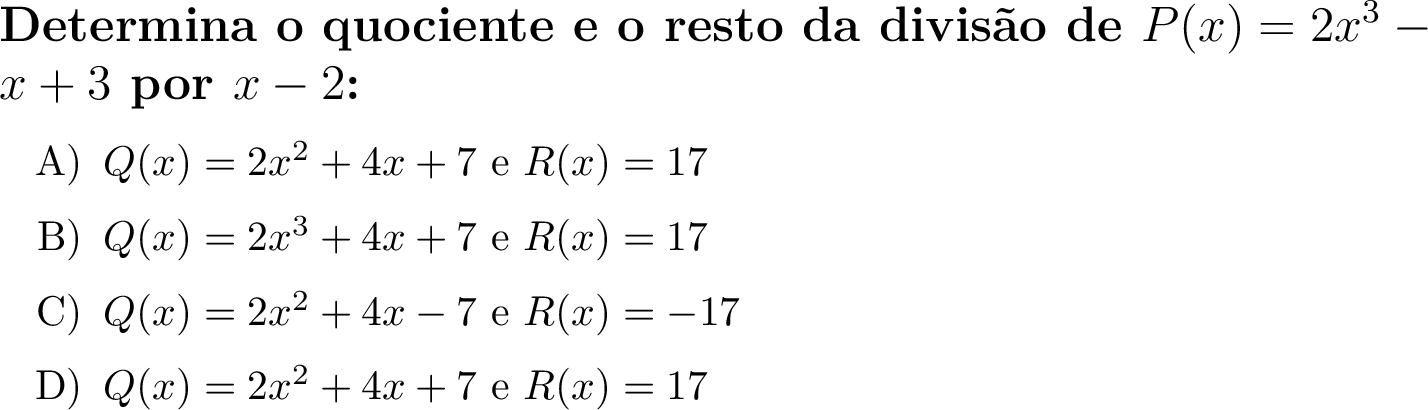 Determina o quociente e o resto da divisão de P(x) = 2x³ −
x + 3 por x − 2:
A) Q(x) = 2x² + 4x + 7 e R(x) = 17
B) Q(x) = 2x³ + 4x + 7 e R(x) = 17
C) Q(x) = 2x² + 4x − 7 e R(x) = −17
D) Q(x) = 2x² + 4x + 7 e R(x) = 17